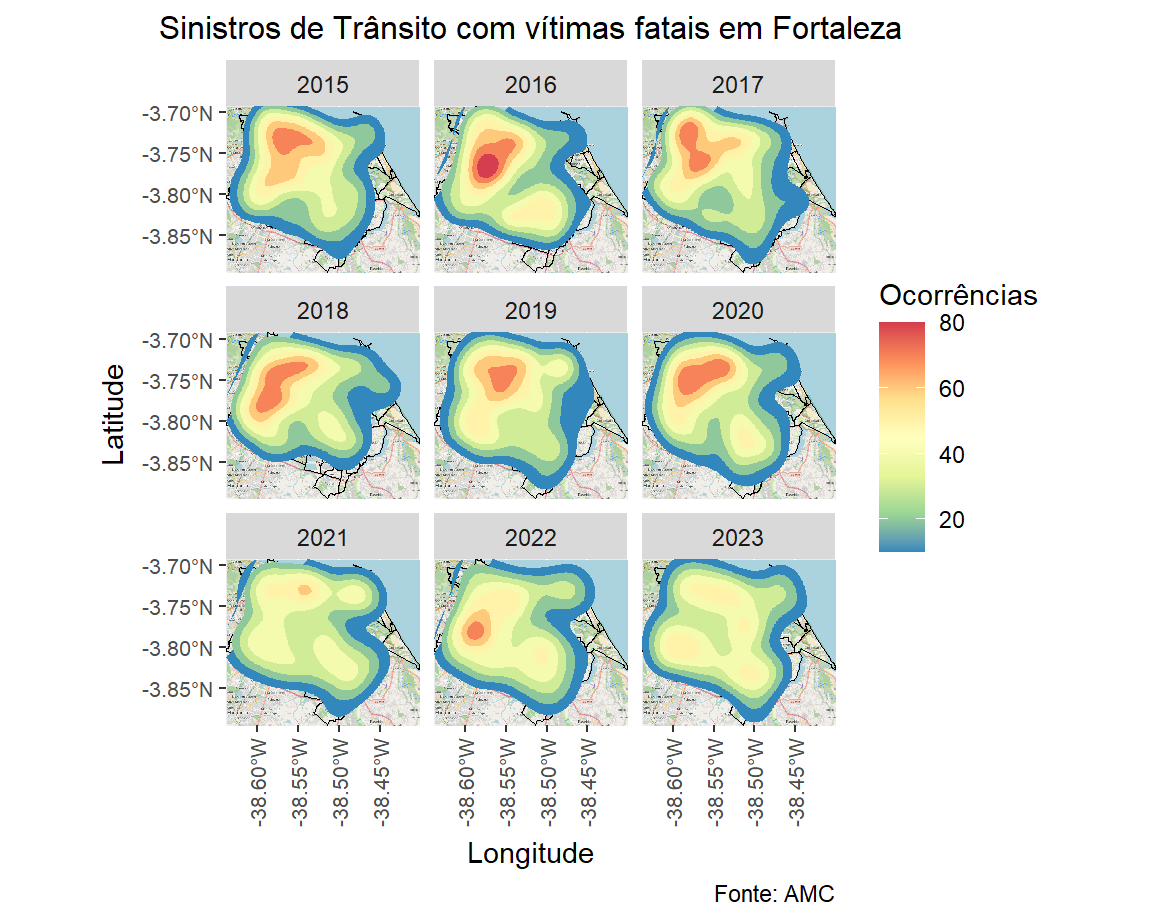 Sinistros de Trânsito com vítimas fatais em Fortaleza
2015 2016 2017
-3.70°N
-3.75°N
-3.80°N
-3.85°N
2018 2019 2020
-3.70°N
-3.75°N
-3.80°N
-3.85°N
2021 2022 2023
-3.70°N
-3.75°N
-3.80°N
-3.85°N
-38.60°W -38.55°W -38.50°W -38.45°W -38.60°W -38.55°W -38.50°W -38.45°W -38.60°W -38.55°W -38.50°W -38.45°W
Latitude
Longitude
Ocorrências
80
60
40
20
Fonte: AMC